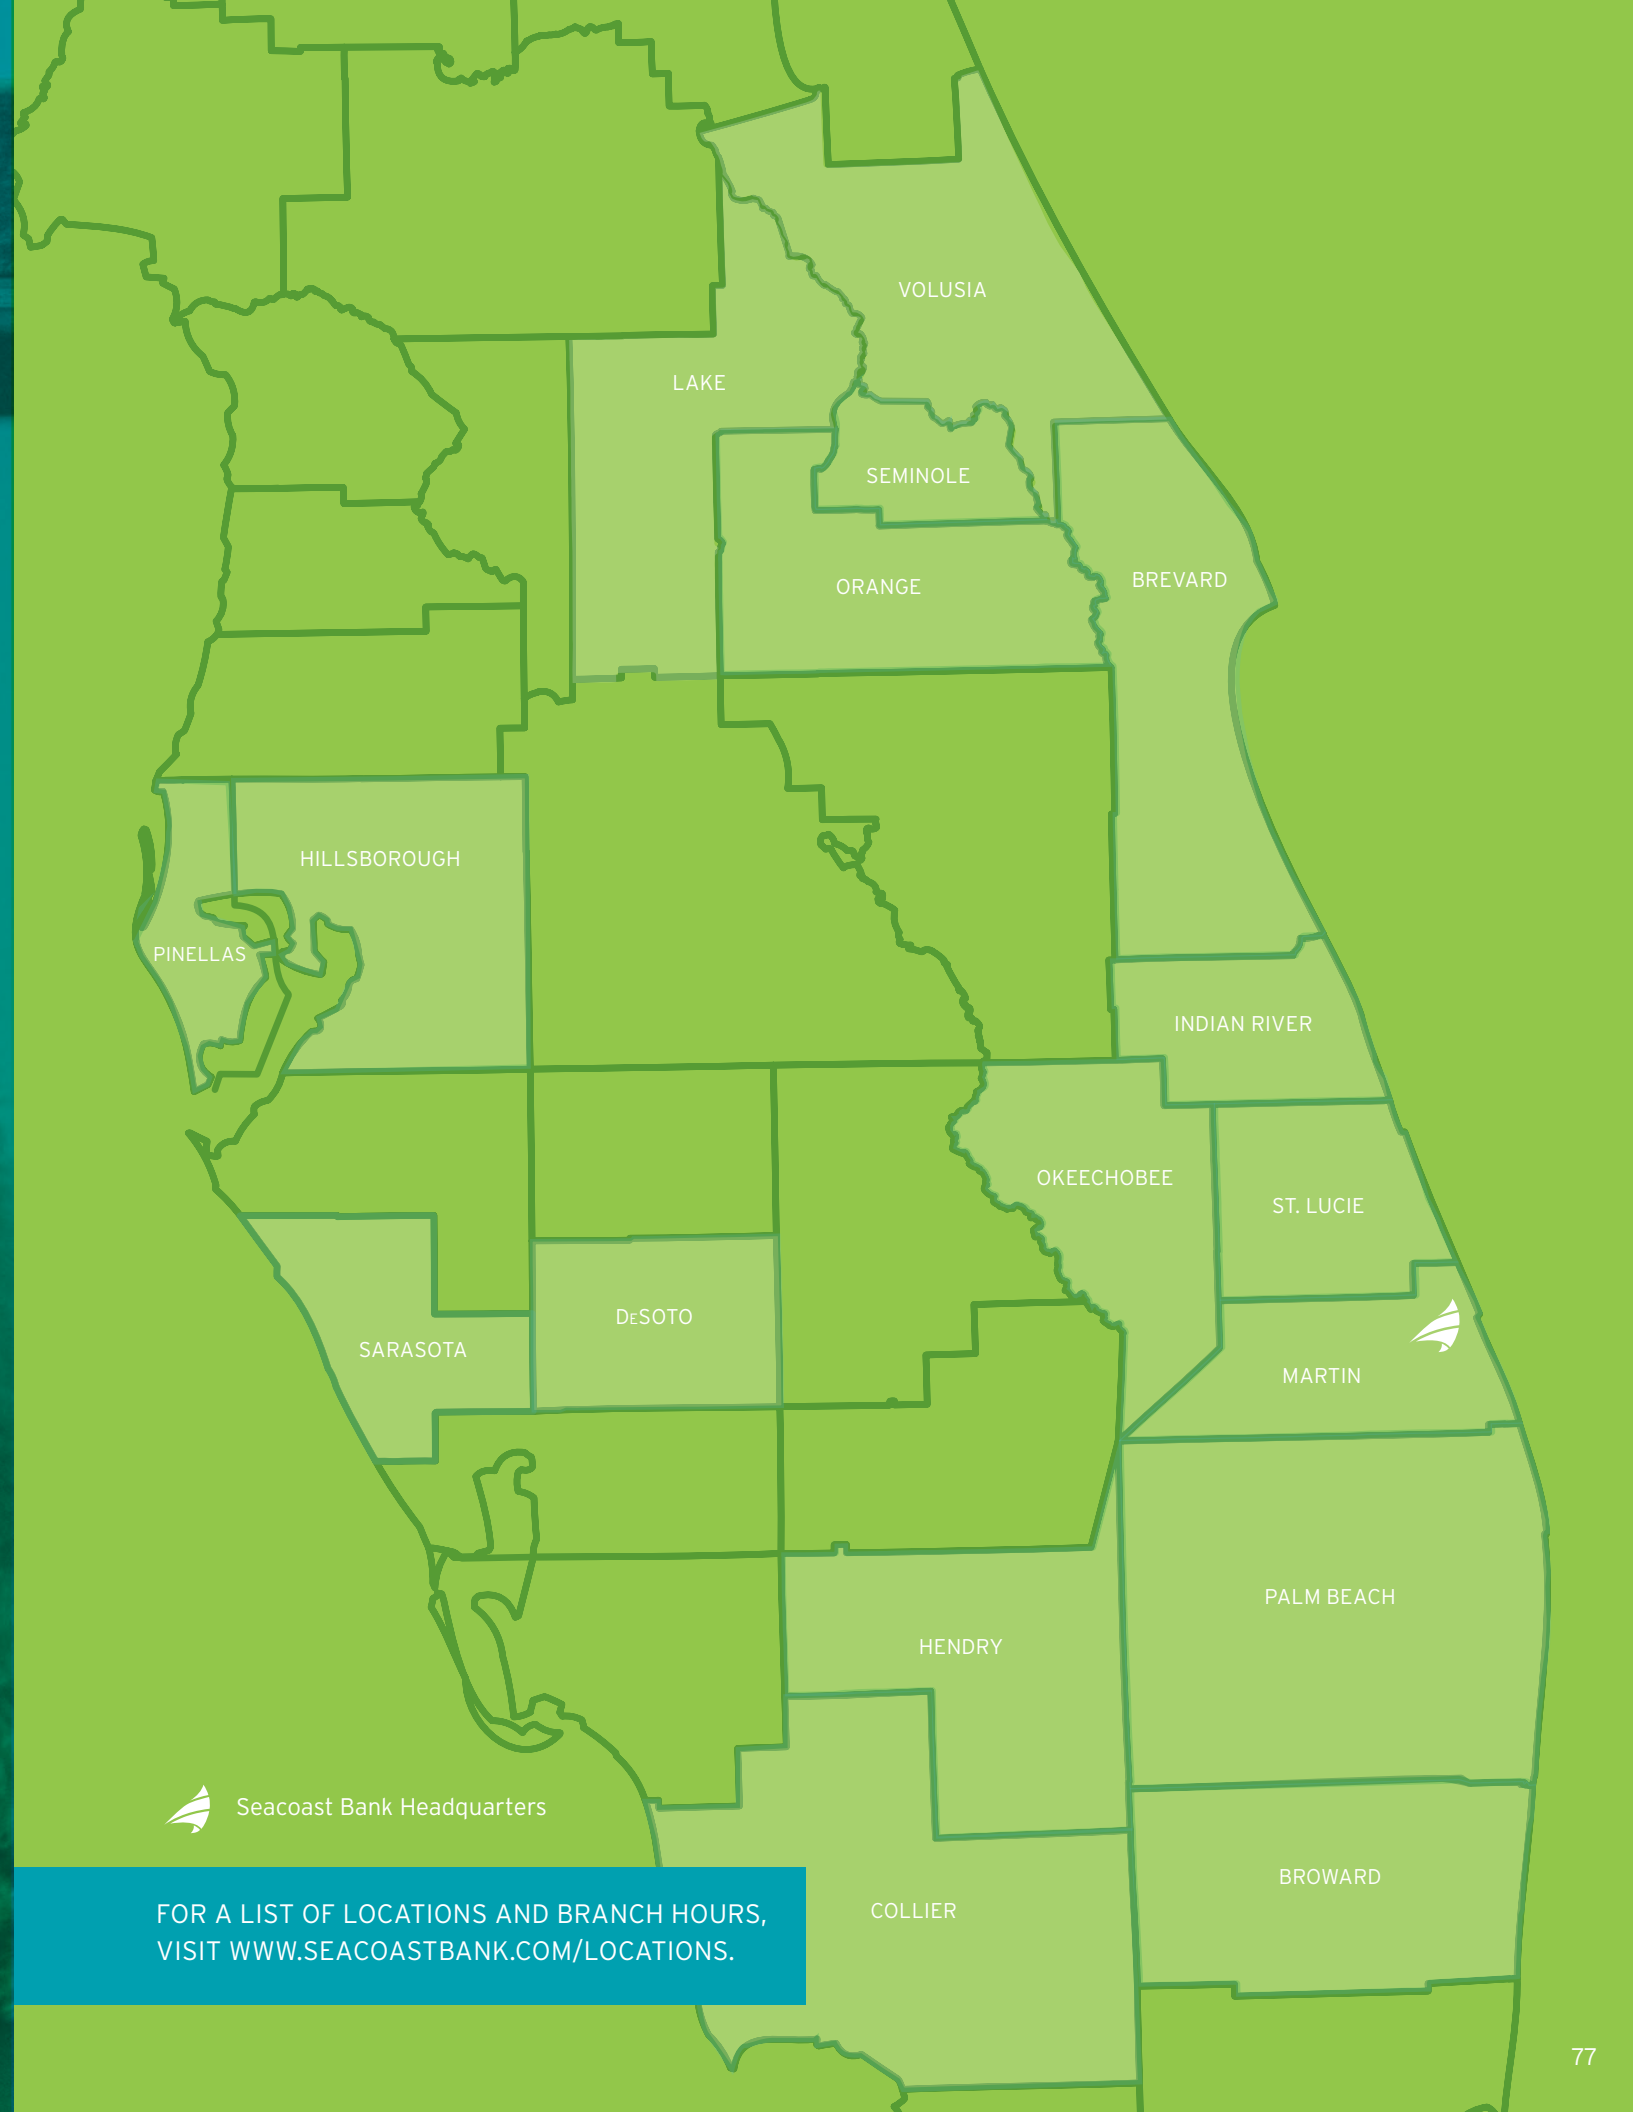 VOLUSIA
LAKE
SEMINOLE
ORANGE
BREVARD
HILLSBOROUGH
PINELLAS
INDIAN RIVER
OKEECHOBEE
ST. LUCIE
DeSOTO
SARASOTA
MARTIN
PALM BEACH
HENDRY
Seacoast Bank Headquarters
BROWARD
COLLIER
FOR A LIST OF LOCATIONS AND BRANCH HOURS,
VISIT WWW.SEACOASTBANK.COM/LOCATIONS.
77